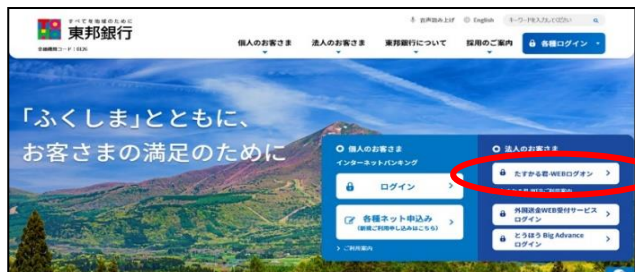 すべてを地域のために
東邦銀行
金融機関コード:0126
音声読み上げ
English
キーワードを入力してください
個人のお客さま
法人のお客さま
東邦銀行について
採用のご案内
各種ログイン
「ふくしま」とともに、
お客さまの満足のために
個人のお客さま
インターネットバンキング
ログイン
各種ネット申込み
(新規ご利用申し込みはこちら)
ご利用案内
法人のお客さま
たすかる君-WEBログオン
外国送金WEB受付サービス
ログイン
とうほう Big Advance
ログイン